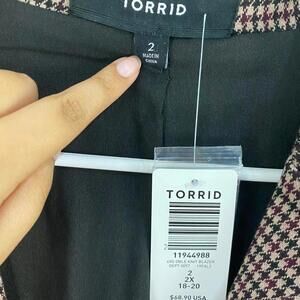 TORRID
2
MADE IN
CHINA
TORRID
11944988
2
2X
18-20
$68.90 USA